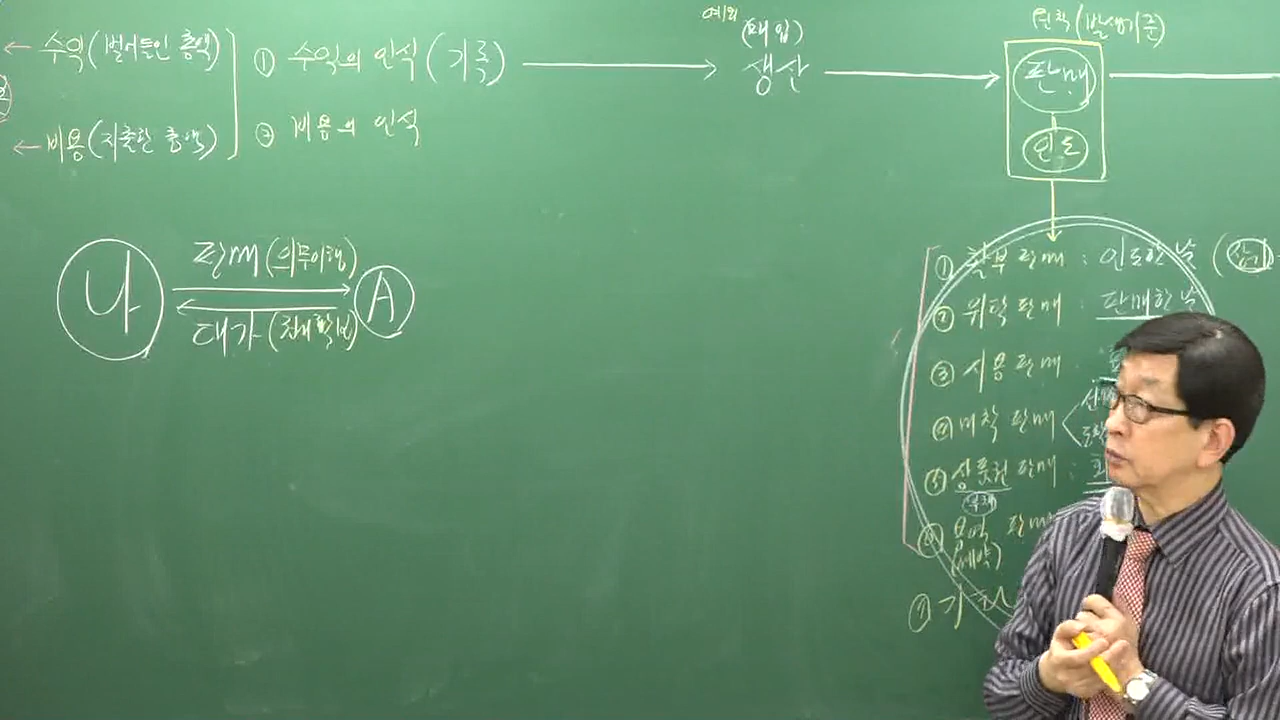 수익(벌어들인 총액)
① 수익의 인식(기록)
예외
(매입)
생산
원칙(발생기준)
판매
인도
비용(지출한 총액)
② 비용의 인식
나
판매(의무이행)
대가
A
① 할부 판매 : 인도한 날
② 위탁 판매 : 판매한 날
③ 시용 판매 :
④ 미착 판매
⑤ 상품권 판매 :
⑥ 용역 판매
(예약)
⑦ 기타